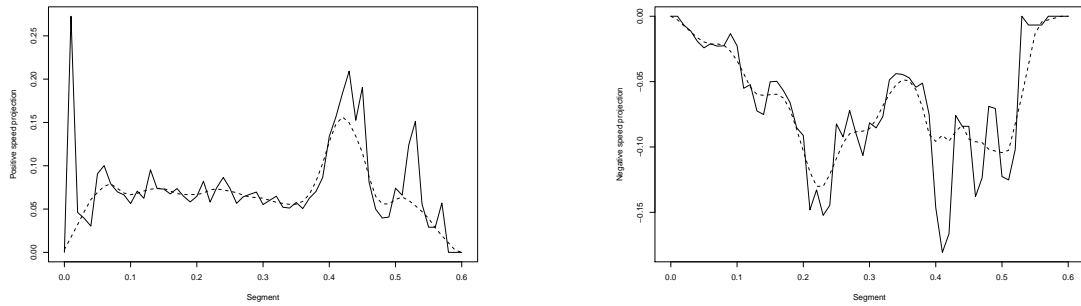 0.00 0.05 0.10 0.15 0.20 0.25
Positive speed projection
0.0 0.1 0.2 0.3 0.4 0.5 0.6
Segment
−0.15 −0.10 −0.05 0.00
Negative speed projection
0.0 0.1 0.2 0.3 0.4 0.5 0.6
Segment